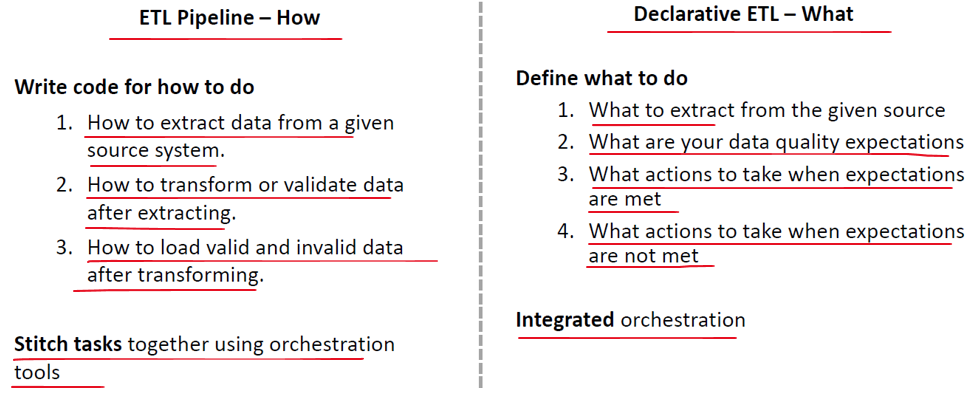 ETL Pipeline – How
Write code for how to do
1. How to extract data from a given
source system.
2. How to transform or validate data
after extracting.
3. How to load valid and invalid data
after transforming.
Stitch tasks together using orchestration
tools
Declarative ETL – What
Define what to do
1. What to extract from the given source
2. What are your data quality expectations
3. What actions to take when expectations
are met
4. What actions to take when expectations
are not met
Integrated orchestration